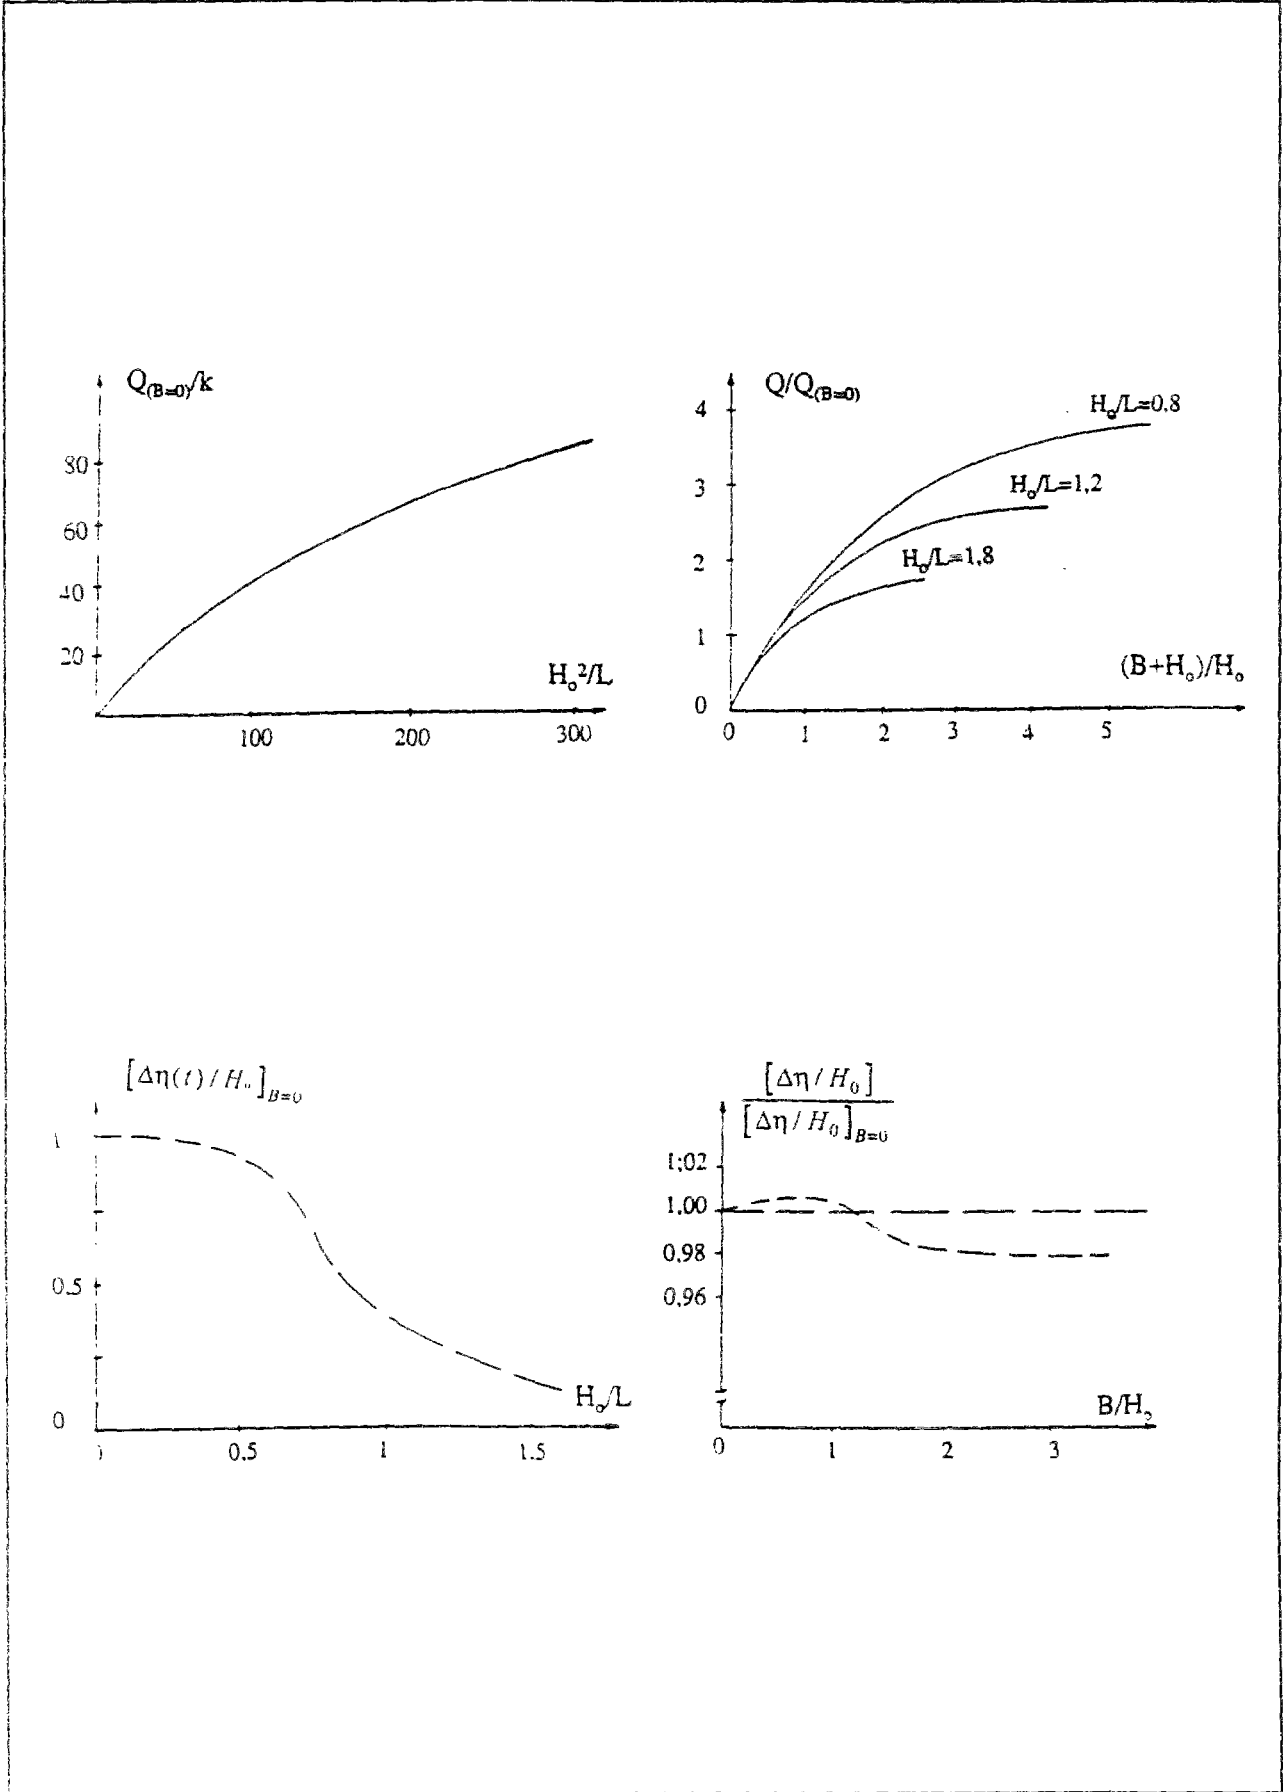 Q(B=0)/k
80
60
40
20
H₀²/L
100 200 300
Q/Q(B=0)
4
3
2
1
0
H₀/L=0.8
H₀/L=1,2
H₀/L=1,8
(B+H₀)/H₀
0 1 2 3 4 5
[Δη(t)/H₀]B=0
1
0.5
0
H₀/L
0.5 1 1.5
[Δη/H₀]
[Δη/H₀]B=0
1.02
1.00
0.98
0.96
B/H₀
0 1 2 3